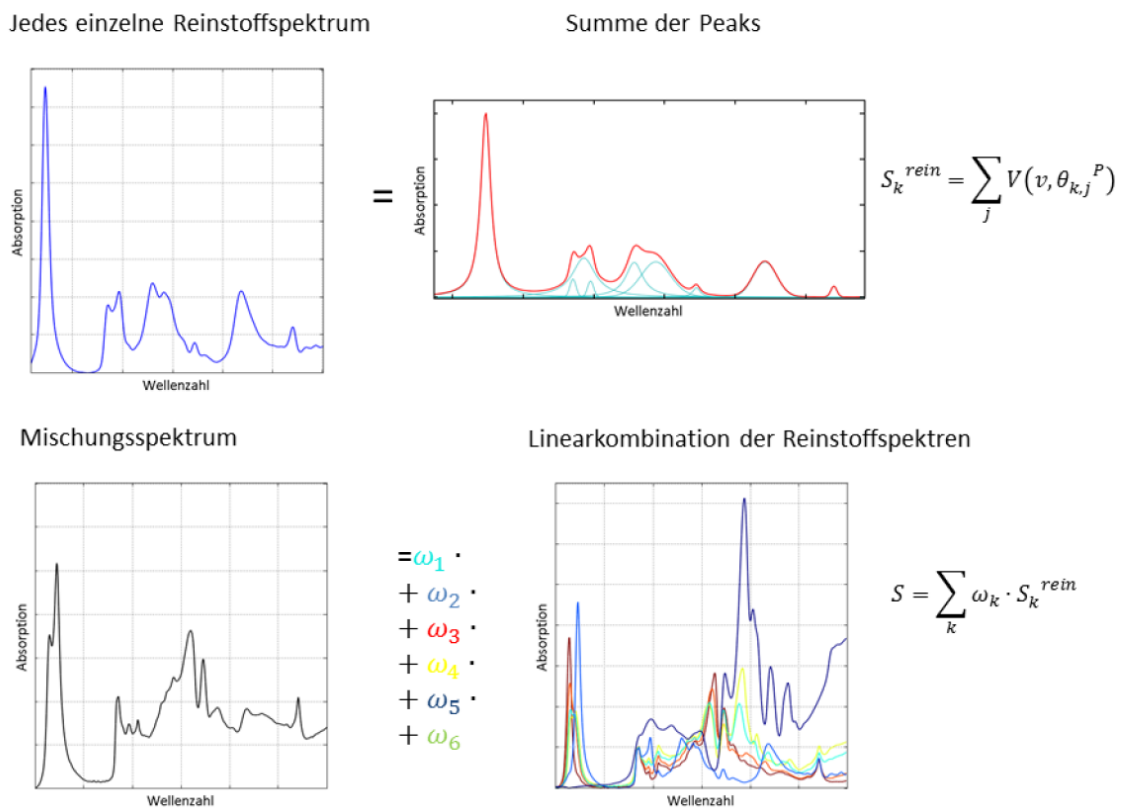 Jedes einzelne Reinstoffspektrum
Summe der Peaks
Absorption
Wellenzahl
=
Absorption
Wellenzahl
S_k^rein = ∑_j V(v, θ_k,j^P)
Mischungsspektrum
Linearkombination der Reinstoffspektren
Absorption
Wellenzahl
=ω₁ ·
+ ω₂ ·
+ ω₃ ·
+ ω₄ ·
+ ω₅ ·
+ ω₆
Absorption
Wellenzahl
S = ∑_k ω_k · S_k^rein